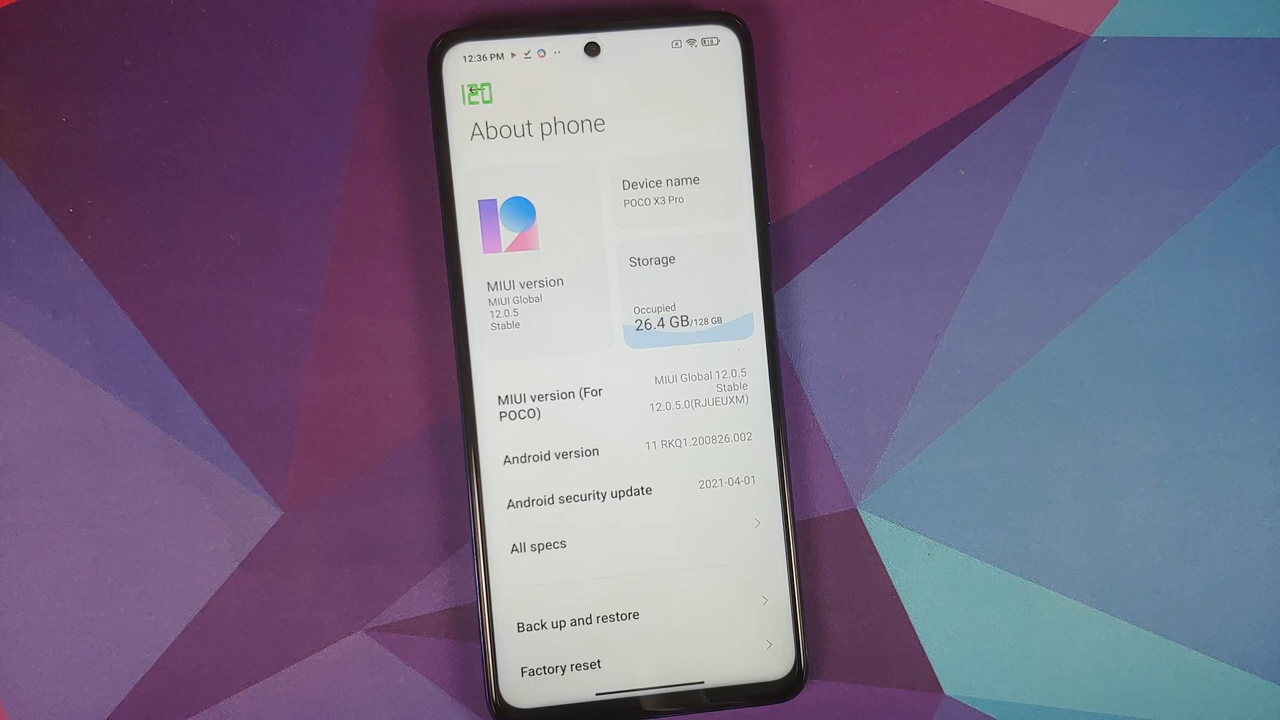 12:36 PM
120
About phone
Device name
POCO X3 Pro
MIUI version
MIUI Global
12.0.5
Stable
Storage
Occupied
26.4 GB/128 GB
MIUI version (For
POCO)
MIUI Global 12.0.5
Stable
12.0.5.0(RJUEUXM)
Android version
11 RKQ1.200826.002
Android security update
2021-04-01
All specs
Back up and restore
Factory reset